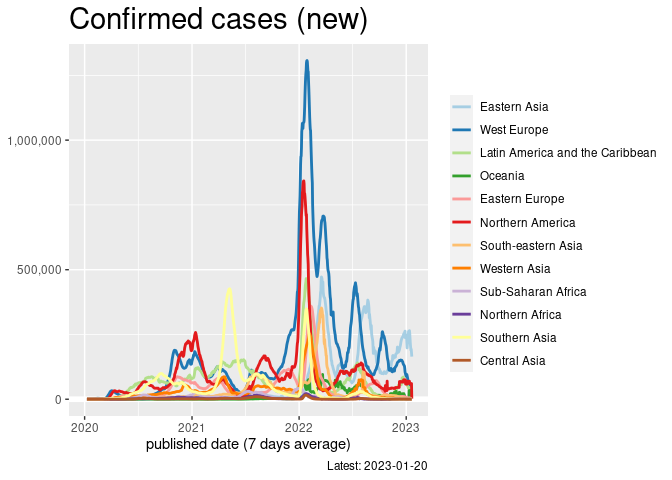 Confirmed cases (new)
1,000,000
500,000
0
2020
2021
2022
2023
published date (7 days average)
Latest: 2023-01-20
Eastern Asia
West Europe
Latin America and the Caribbean
Oceania
Eastern Europe
Northern America
South-eastern Asia
Western Asia
Sub-Saharan Africa
Northern Africa
Southern Asia
Central Asia